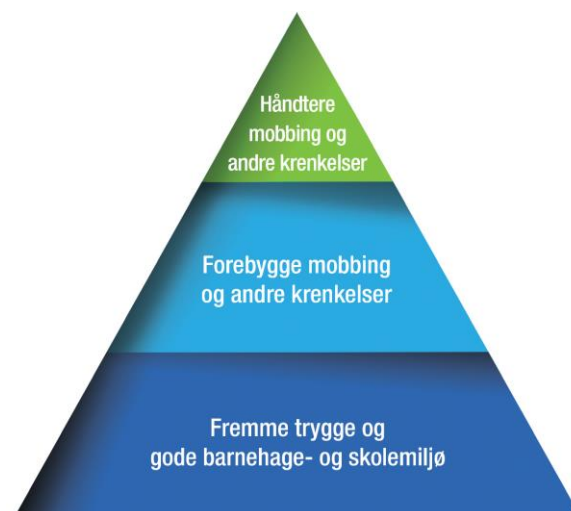 Håndtere
mobbing og
andre krenkelser
Forebygge mobbing
og andre krenkelser
Fremme trygge og
gode barnehage- og skolemiljø